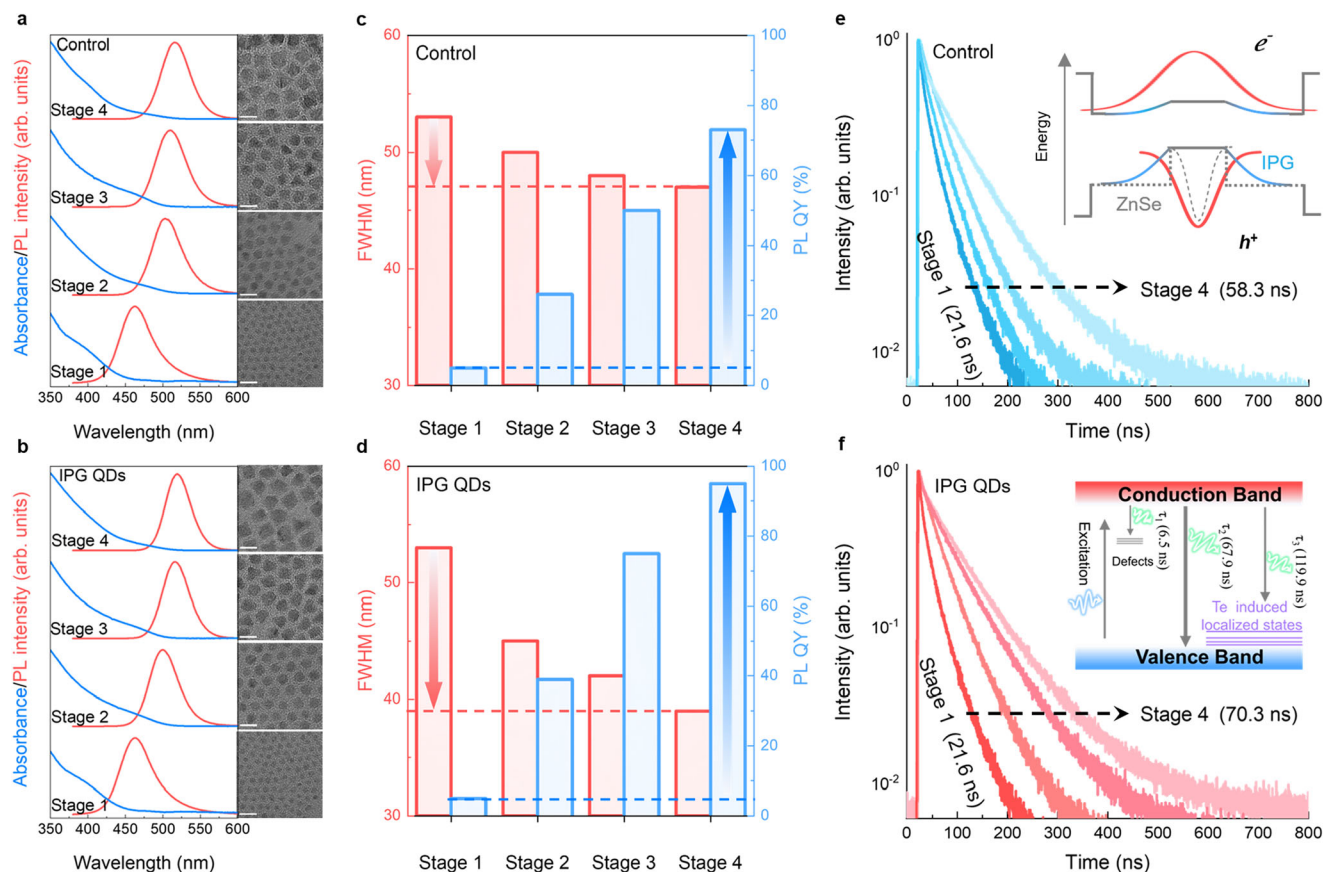 a
Absorbance/PL intensity (arb. units)
Control
Stage 4
Stage 3
Stage 2
Stage 1
350 400 450 500 550 600
Wavelength (nm)
b
Absorbance/PL intensity (arb. units)
IPG QDs
Stage 4
Stage 3
Stage 2
Stage 1
350 400 450 500 550 600
Wavelength (nm)
c
Control
FWHM (nm)
60
50
40
30
PL QY (%)
100
80
60
40
20
0
Stage 1 Stage 2 Stage 3 Stage 4
d
IPG QDs
FWHM (nm)
60
50
40
30
PL QY (%)
100
80
60
40
20
0
Stage 1 Stage 2 Stage 3 Stage 4
e
Control
Intensity (arb. units)
10⁰
10⁻¹
10⁻²
Energy
e⁻
IPG
ZnSe
h⁺
Stage 1 (21.6 ns)
Stage 4 (58.3 ns)
0 100 200 300 400 500 600 700 800
Time (ns)
f
IPG QDs
Intensity (arb. units)
10⁰
10⁻¹
10⁻²
Conduction Band
Excitation
τ₁ (6.5 ns)
Defects
τ₂ (67.9 ns)
τ₃ (119.9 ns)
Te induced
localized states
Valence Band
Stage 1 (21.6 ns)
Stage 4 (70.3 ns)
0 100 200 300 400 500 600 700 800
Time (ns)